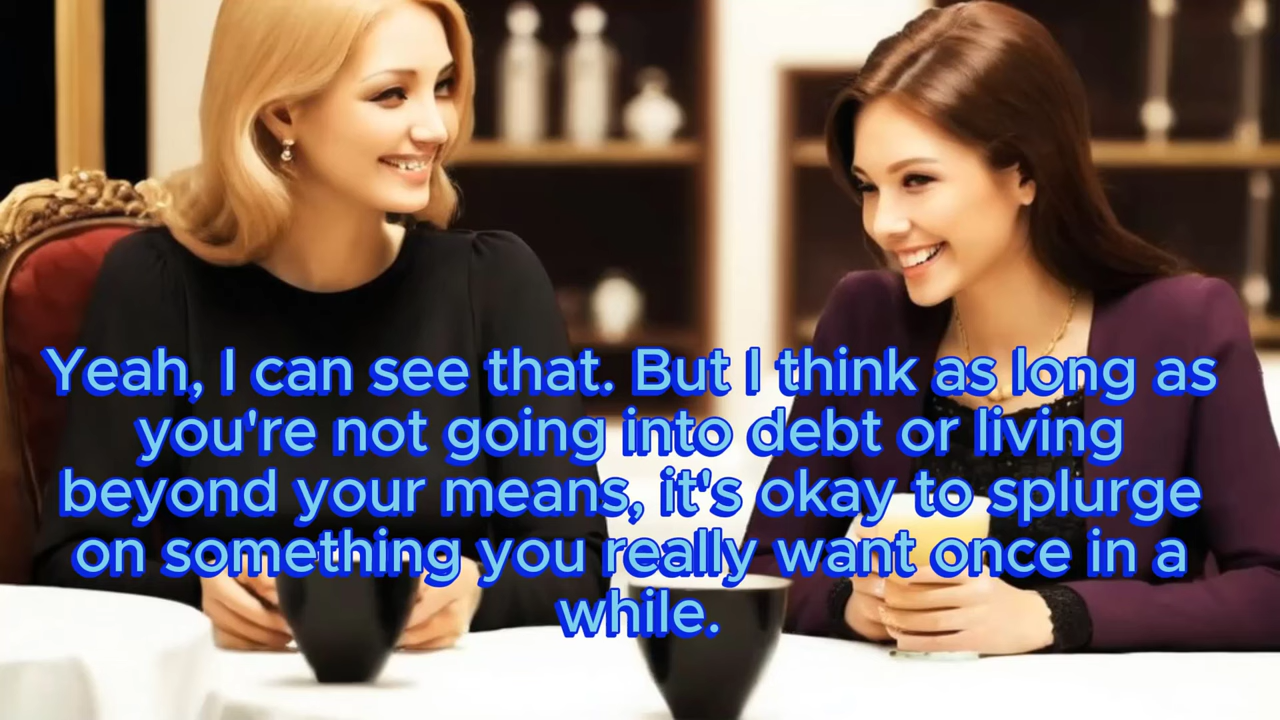 Yeah, I can see that. But I think as long as
you're not going into debt or living
beyond your means, it's okay to splurge
on something you really want once in a
while.